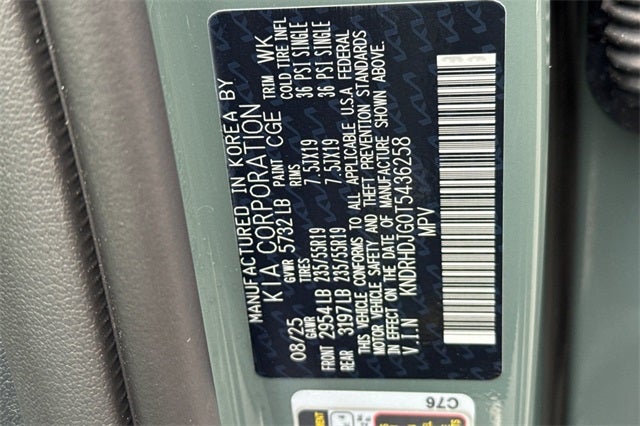 MANUFACTURED IN KOREA BY
KIA CORPORATION
08/25 GVWR 5732 LB PAINT CGE TRIM WK
GAWR TIRES RIMS COLD TIRE INFL
FRONT 2954 LB 235/55R19 7.5JX19 36 PSI SINGLE
REAR 3197 LB 235/55R19 7.5JX19 36 PSI SINGLE
THIS VEHICLE CONFORMS TO ALL APPLICABLE U.S.A FEDERAL
MOTOR VEHICLE SAFETY AND THEFT PREVENTION STANDARDS
IN EFFECT ON THE DATE OF MANUFACTURE SHOWN ABOVE.
V.I.N KNDRHDJG0T5436258
MPV
C76